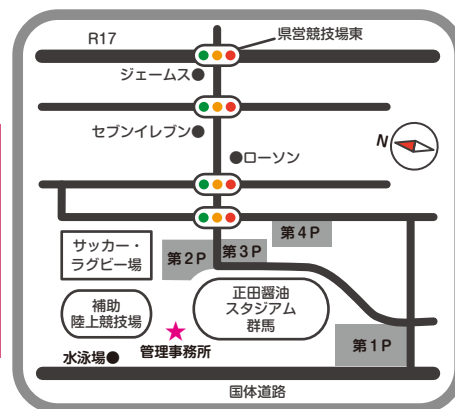 R17
県営競技場東
ジェームス
セブンイレブン
N
ローソン
第4P
サッカー・
ラグビー場
第2P
第3P
補助
陸上競技場
正田醤油
スタジアム
群馬
第1P
水泳場
管理事務所
国体道路